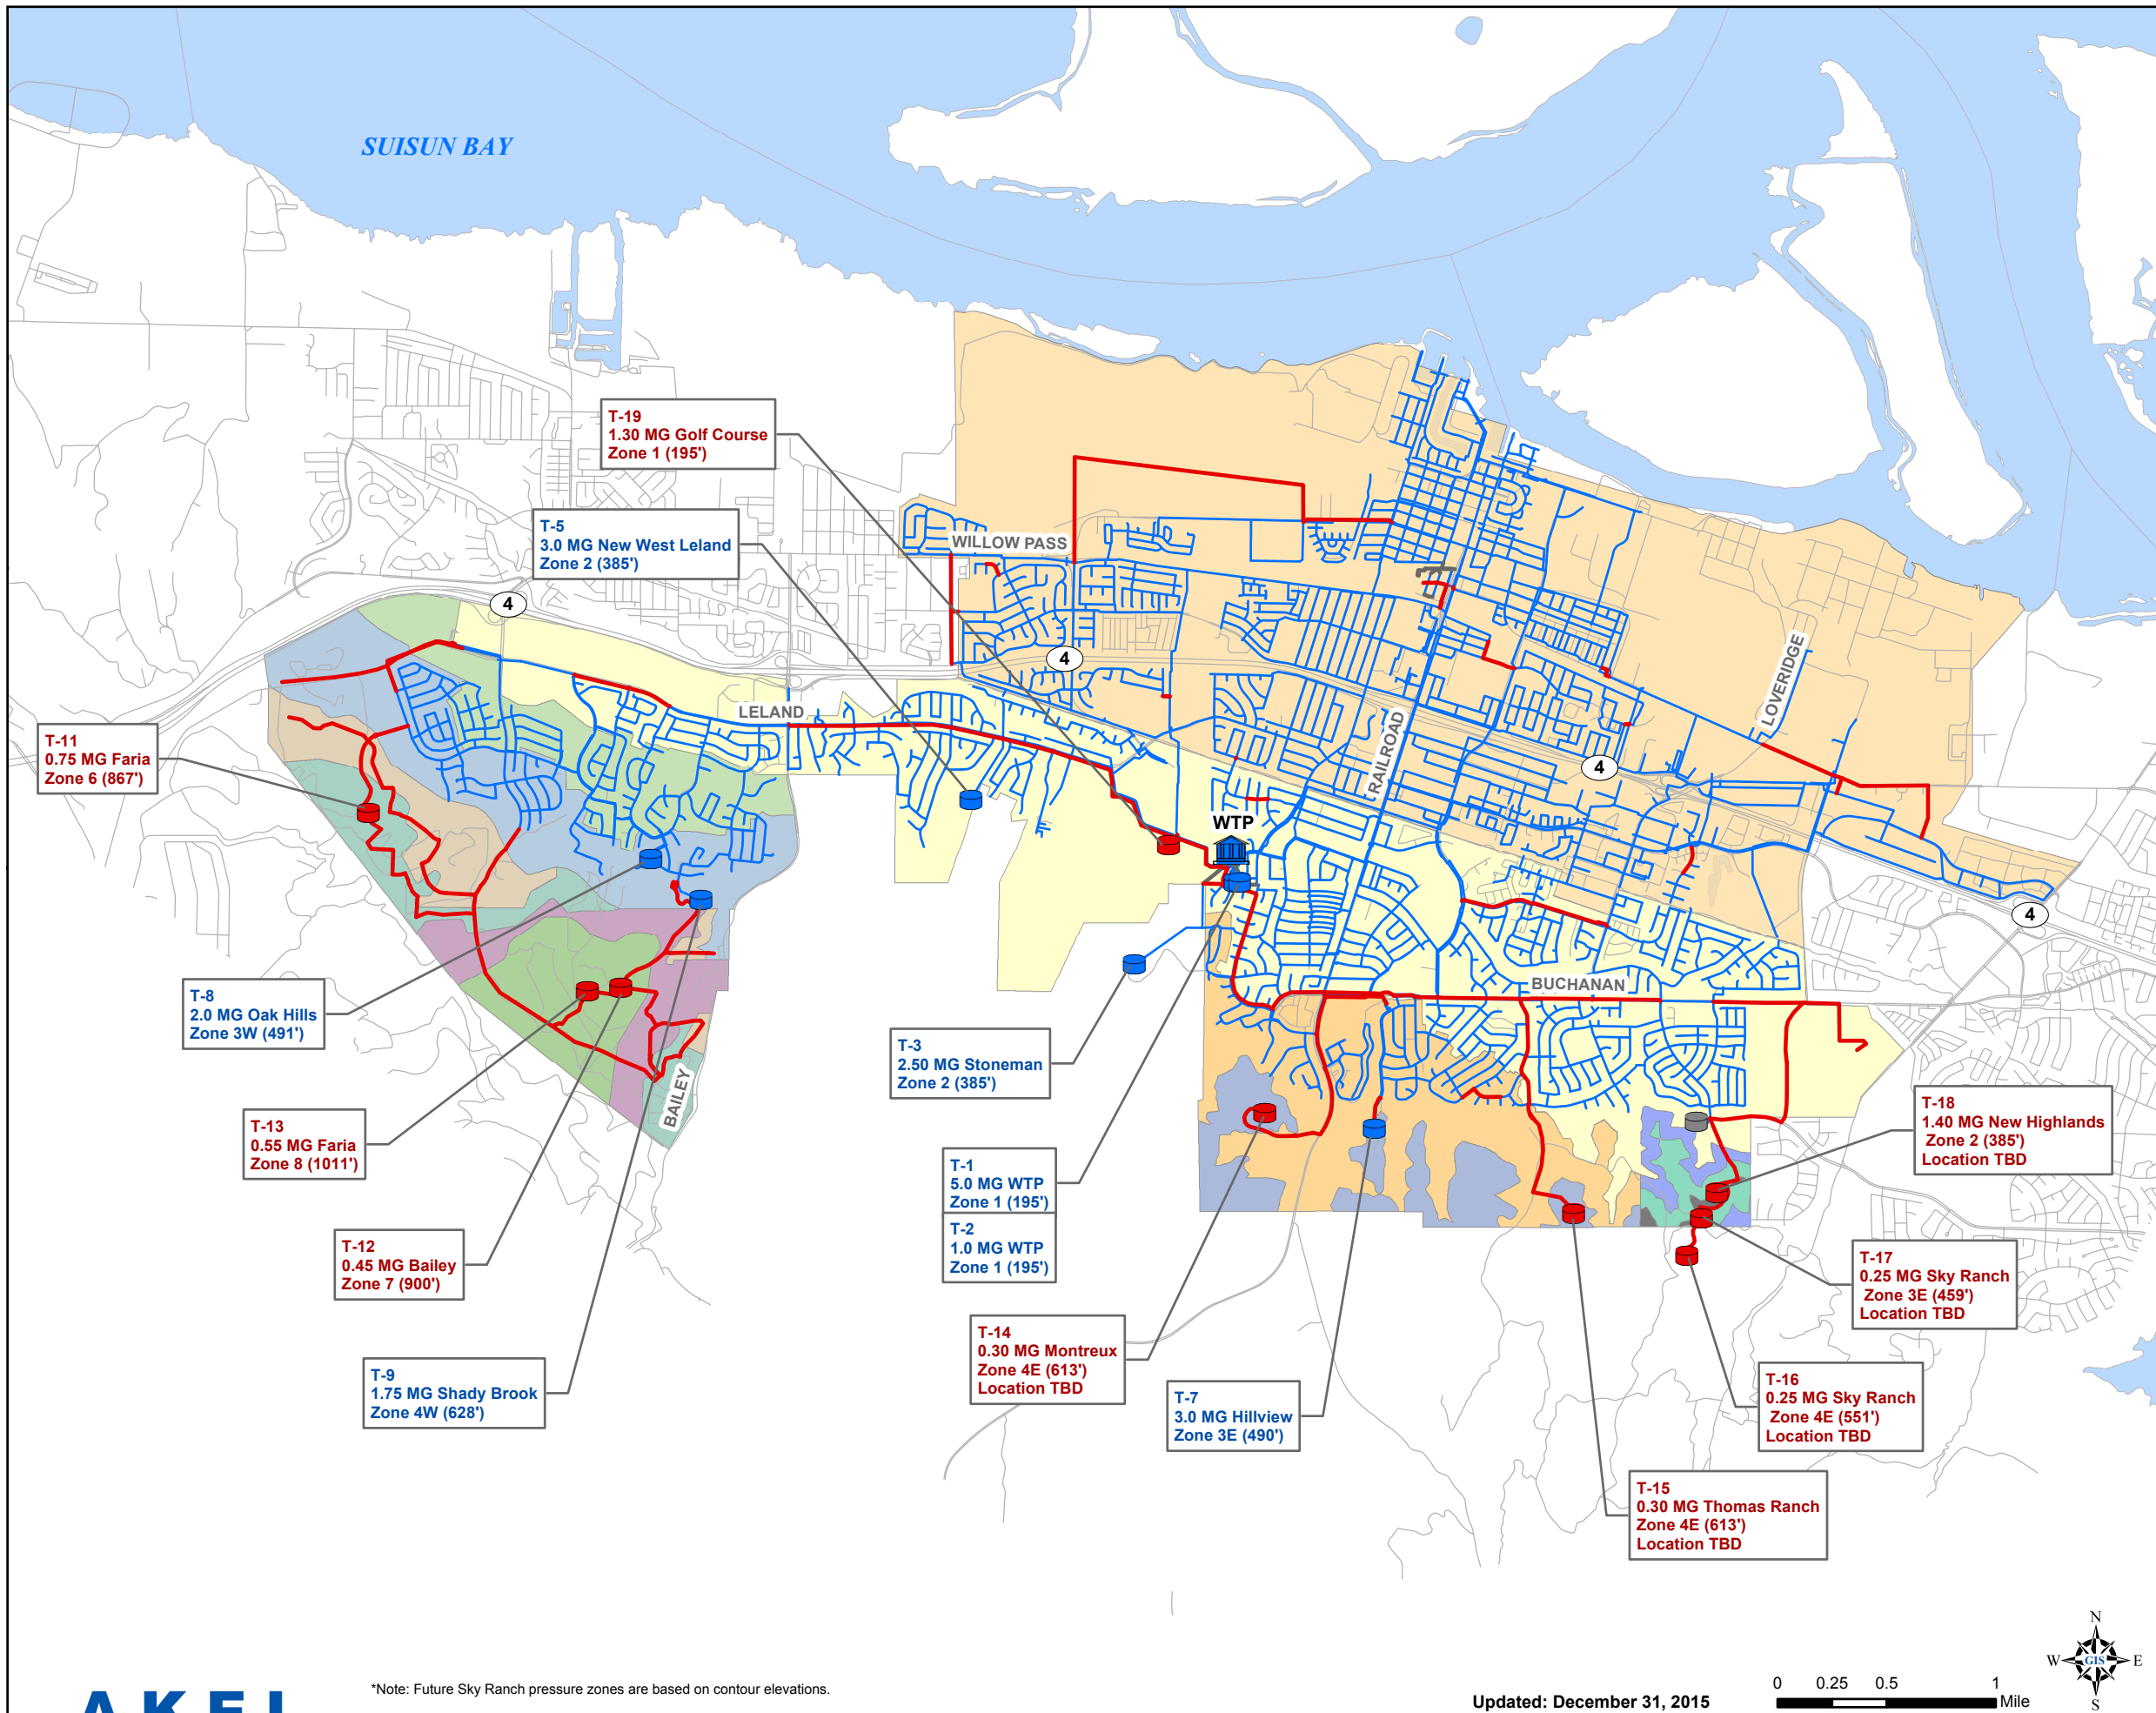 SUISUN BAY
T-19
1.30 MG Golf Course
Zone 1 (195')
T-5
3.0 MG New West Leland
Zone 2 (385')
WILLOW PASS
4
4
LOVERIDGE
LELAND
RAILROAD
4
T-11
0.75 MG Faria
Zone 6 (867')
WTP
4
T-8
2.0 MG Oak Hills
Zone 3W (491')
BUCHANAN
T-3
2.50 MG Stoneman
Zone 2 (385')
BAILEY
T-18
1.40 MG New Highlands
Zone 2 (385')
Location TBD
T-13
0.55 MG Faria
Zone 8 (1011')
T-1
5.0 MG WTP
Zone 1 (195')
T-2
1.0 MG WTP
Zone 1 (195')
T-12
0.45 MG Bailey
Zone 7 (900')
T-17
0.25 MG Sky Ranch
Zone 3E (459')
Location TBD
T-14
0.30 MG Montreux
Zone 4E (613')
Location TBD
T-9
1.75 MG Shady Brook
Zone 4W (628')
T-7
3.0 MG Hillview
Zone 3E (490')
T-16
0.25 MG Sky Ranch
Zone 4E (551')
Location TBD
T-15
0.30 MG Thomas Ranch
Zone 4E (613')
Location TBD
N
W GIS E
S
AKEL
*Note: Future Sky Ranch pressure zones are based on contour elevations.
Updated: December 31, 2015
0 0.25 0.5 1
Mile